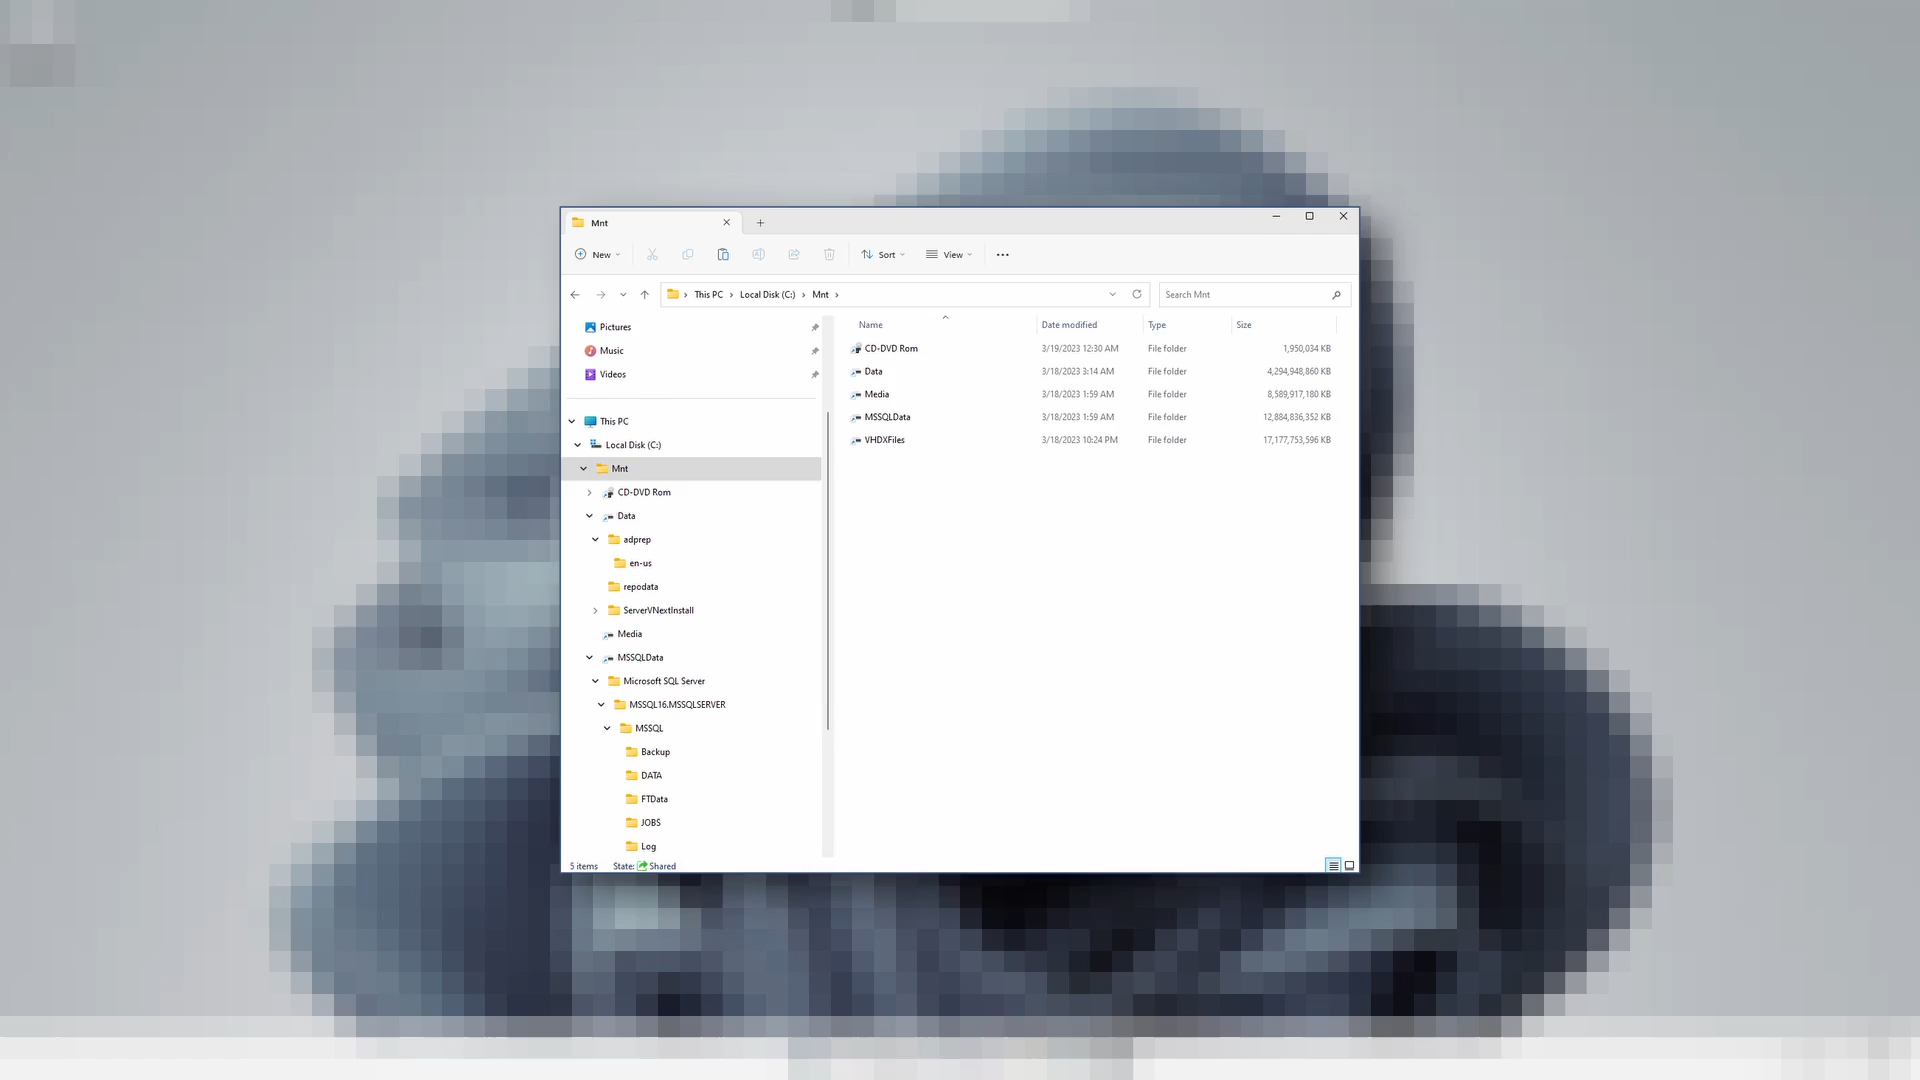 Mnt
New
Sort
View
This PC
Local Disk (C:)
Mnt
Search Mnt
Pictures
Music
Videos
This PC
Local Disk (C:)
Mnt
CD-DVD Rom
Data
adprep
en-us
repodata
ServerVNextInstall
Media
MSSQLData
Microsoft SQL Server
MSSQL16.MSSQLSERVER
MSSQL
Backup
DATA
FTData
JOBS
Log
Name Date modified Type Size
CD-DVD Rom 3/19/2023 12:30 AM File folder 1,950,034 KB
Data 3/18/2023 3:14 AM File folder 4,294,948,860 KB
Media 3/18/2023 1:59 AM File folder 8,589,917,180 KB
MSSQLData 3/18/2023 1:59 AM File folder 12,884,836,352 KB
VHDXFiles 3/18/2023 10:24 PM File folder 17,177,753,596 KB
5 items State: Shared